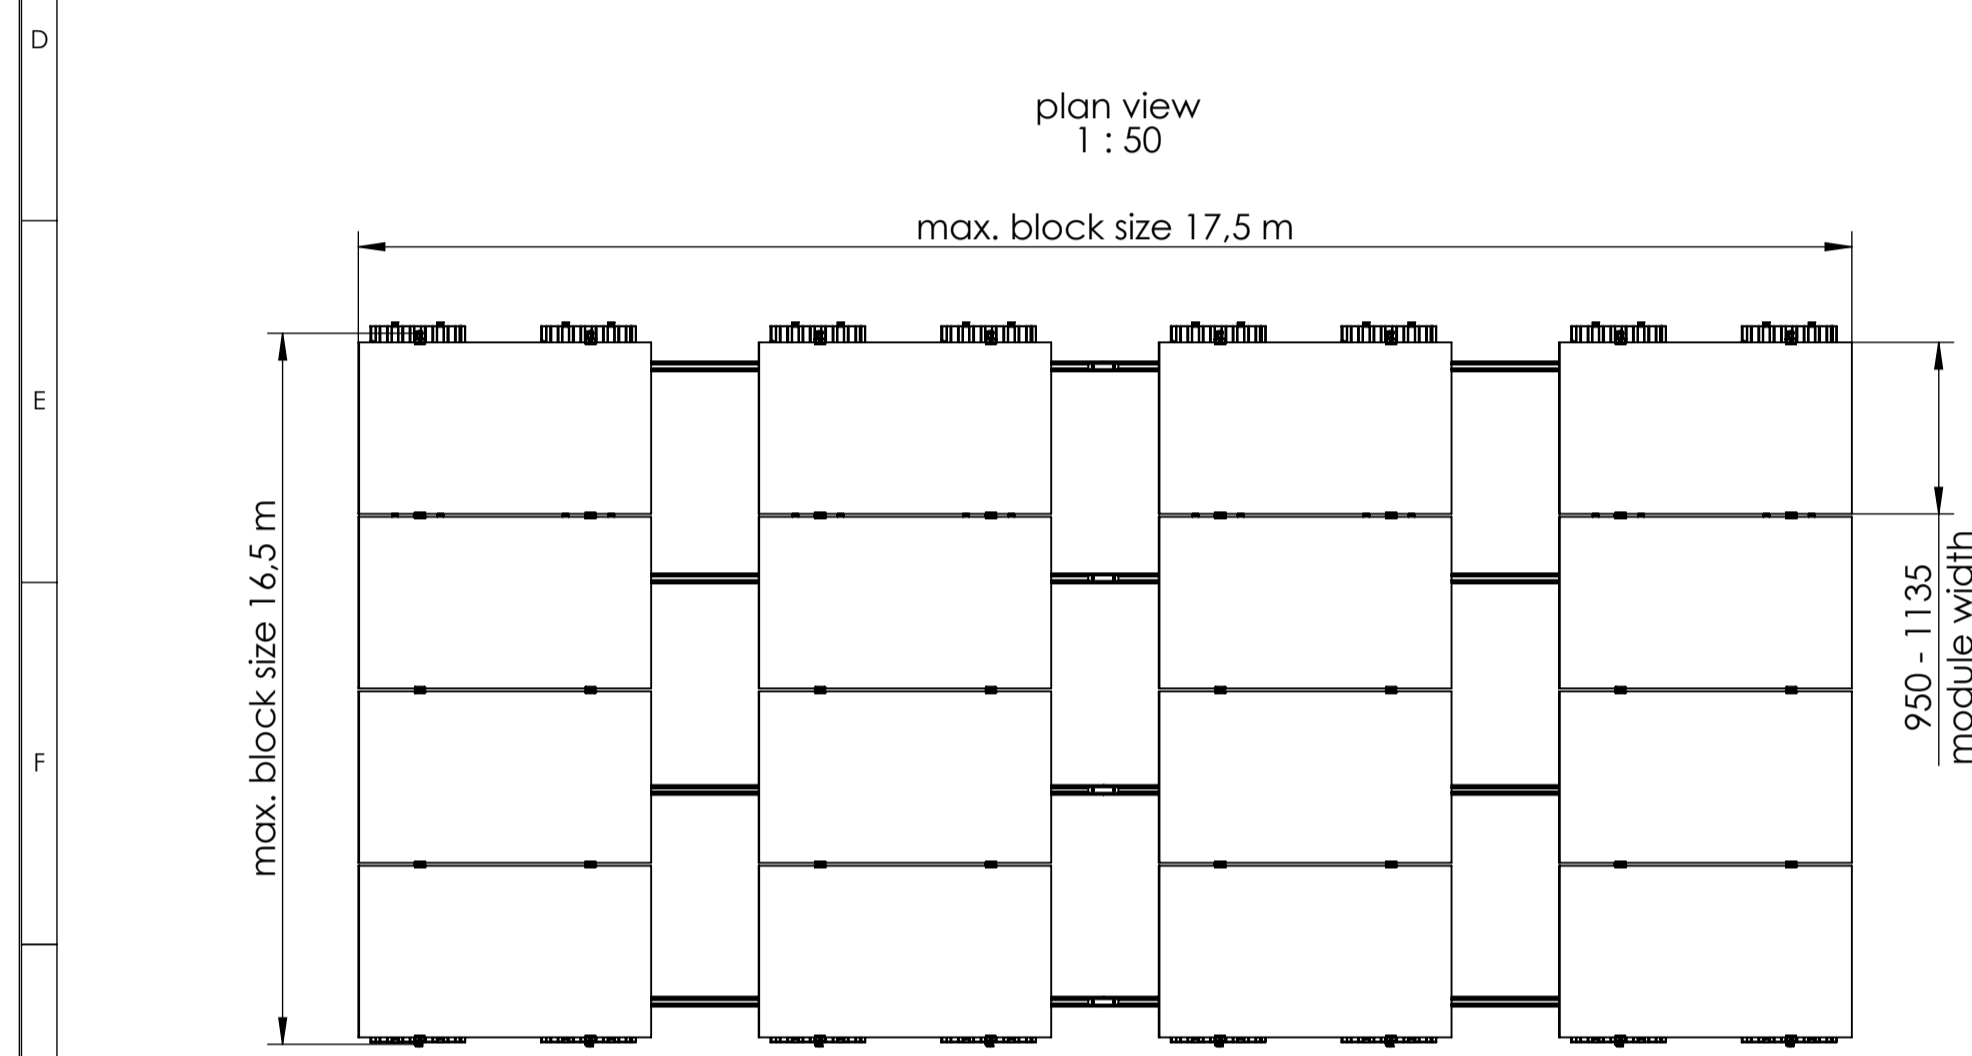 D
plan view
1 : 50
max. block size 17,5 m
E
max. block size 16,5 m
950 - 1135
module width
F